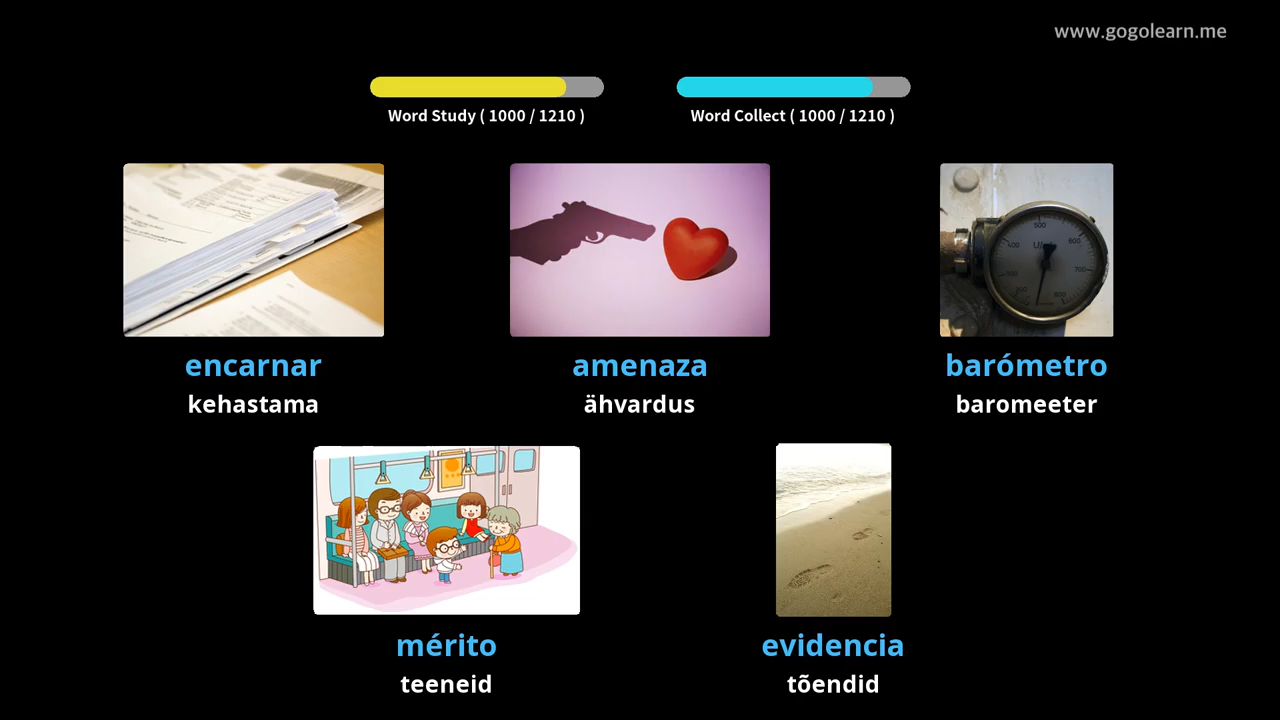 www.gogolearn.me
Word Study ( 1000 / 1210 )
Word Collect ( 1000 / 1210 )
encarnar
kehastama
amenaza
ähvardus
barómetro
baromeeter
mérito
teeneid
evidencia
tõendid